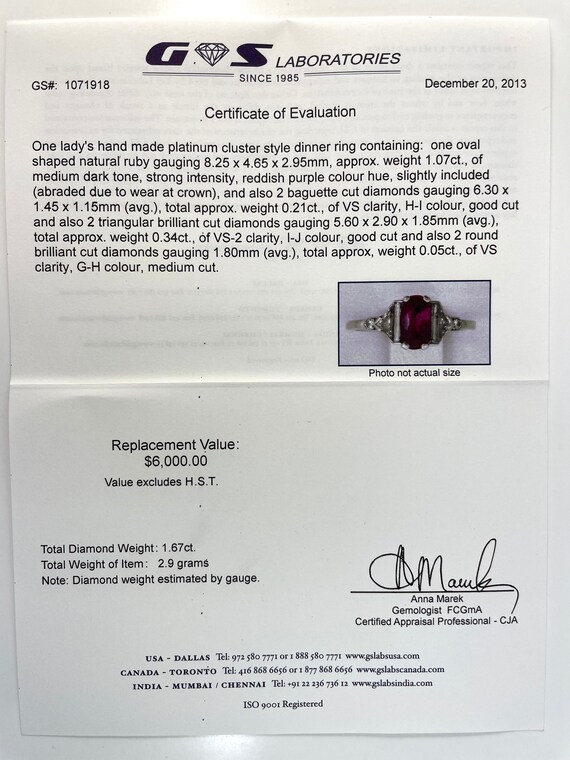 G S LABORATORIES
SINCE 1985
GS#: 1071918
December 20, 2013
Certificate of Evaluation
One lady's hand made platinum cluster style dinner ring containing: one oval
shaped natural ruby gauging 8.25 x 4.65 x 2.95mm, approx. weight 1.07ct., of
medium dark tone, strong intensity, reddish purple colour hue, slightly included
(abraded due to wear at crown), and also 2 baguette cut diamonds gauging 6.30 x
1.45 x 1.15mm (avg.), total approx. weight 0.21ct., of VS clarity, H-I colour, good cut
and also 2 triangular brilliant cut diamonds gauging 5.60 x 2.90 x 1.85mm (avg.),
total approx. weight 0.34ct., of VS-2 clarity, I-J colour, good cut and also 2 round
brilliant cut diamonds gauging 1.80mm (avg.), total approx, weight 0.05ct., of VS
clarity, G-H colour, medium cut.
Photo not actual size
Replacement Value:
$6,000.00
Value excludes H.S.T.
Total Diamond Weight: 1.67ct.
Total Weight of Item: 2.9 grams
Note: Diamond weight estimated by gauge.
A Marek
Anna Marek
Gemologist FCGmA
Certified Appraisal Professional - CJA
USA - DALLAS Tel: 972 580 7771 or 1 888 580 7771 www.gslabsusa.com
CANADA - TORONTO Tel: 416 868 6656 or 1 877 868 6656 www.gslabscanada.com
INDIA - MUMBAI / CHENNAI Tel: +91 22 236 736 12 www.gslabsindia.com
ISO 9001 Registered